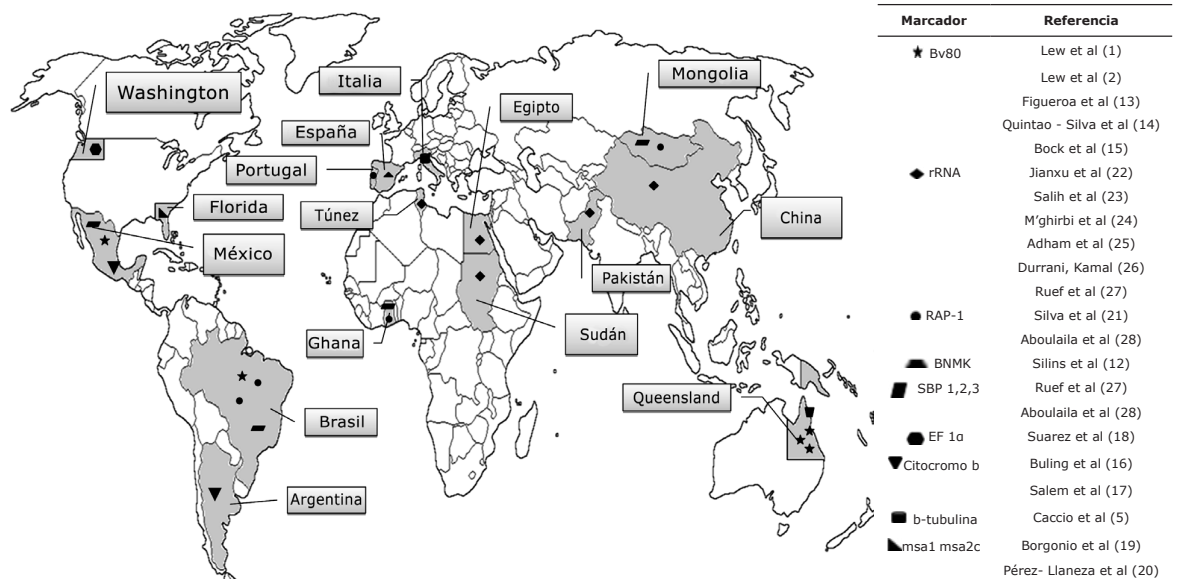 Washington
Italia
Mongolia
Egipto
España
Portugal
Florida
Túnez
China
México
Pakistán
Ghana
Sudán
Queensland
Brasil
Argentina
Marcador Referencia
Bv80 Lew et al (1)
Lew et al (2)
Figueroa et al (13)
Quintao - Silva et al (14)
Bock et al (15)
rRNA Jianxu et al (22)
Salih et al (23)
M'ghirbi et al (24)
Adham et al (25)
Durrani, Kamal (26)
Ruef et al (27)
RAP-1 Silva et al (21)
Aboulaila et al (28)
BNMK Silins et al (12)
SBP 1,2,3 Ruef et al (27)
Aboulaila et al (28)
EF 1α Suarez et al (18)
Citocromo b Buling et al (16)
Salem et al (17)
b-tubulina Caccio et al (5)
msa1 msa2c Borgonio et al (19)
Pérez- Llaneza et al (20)